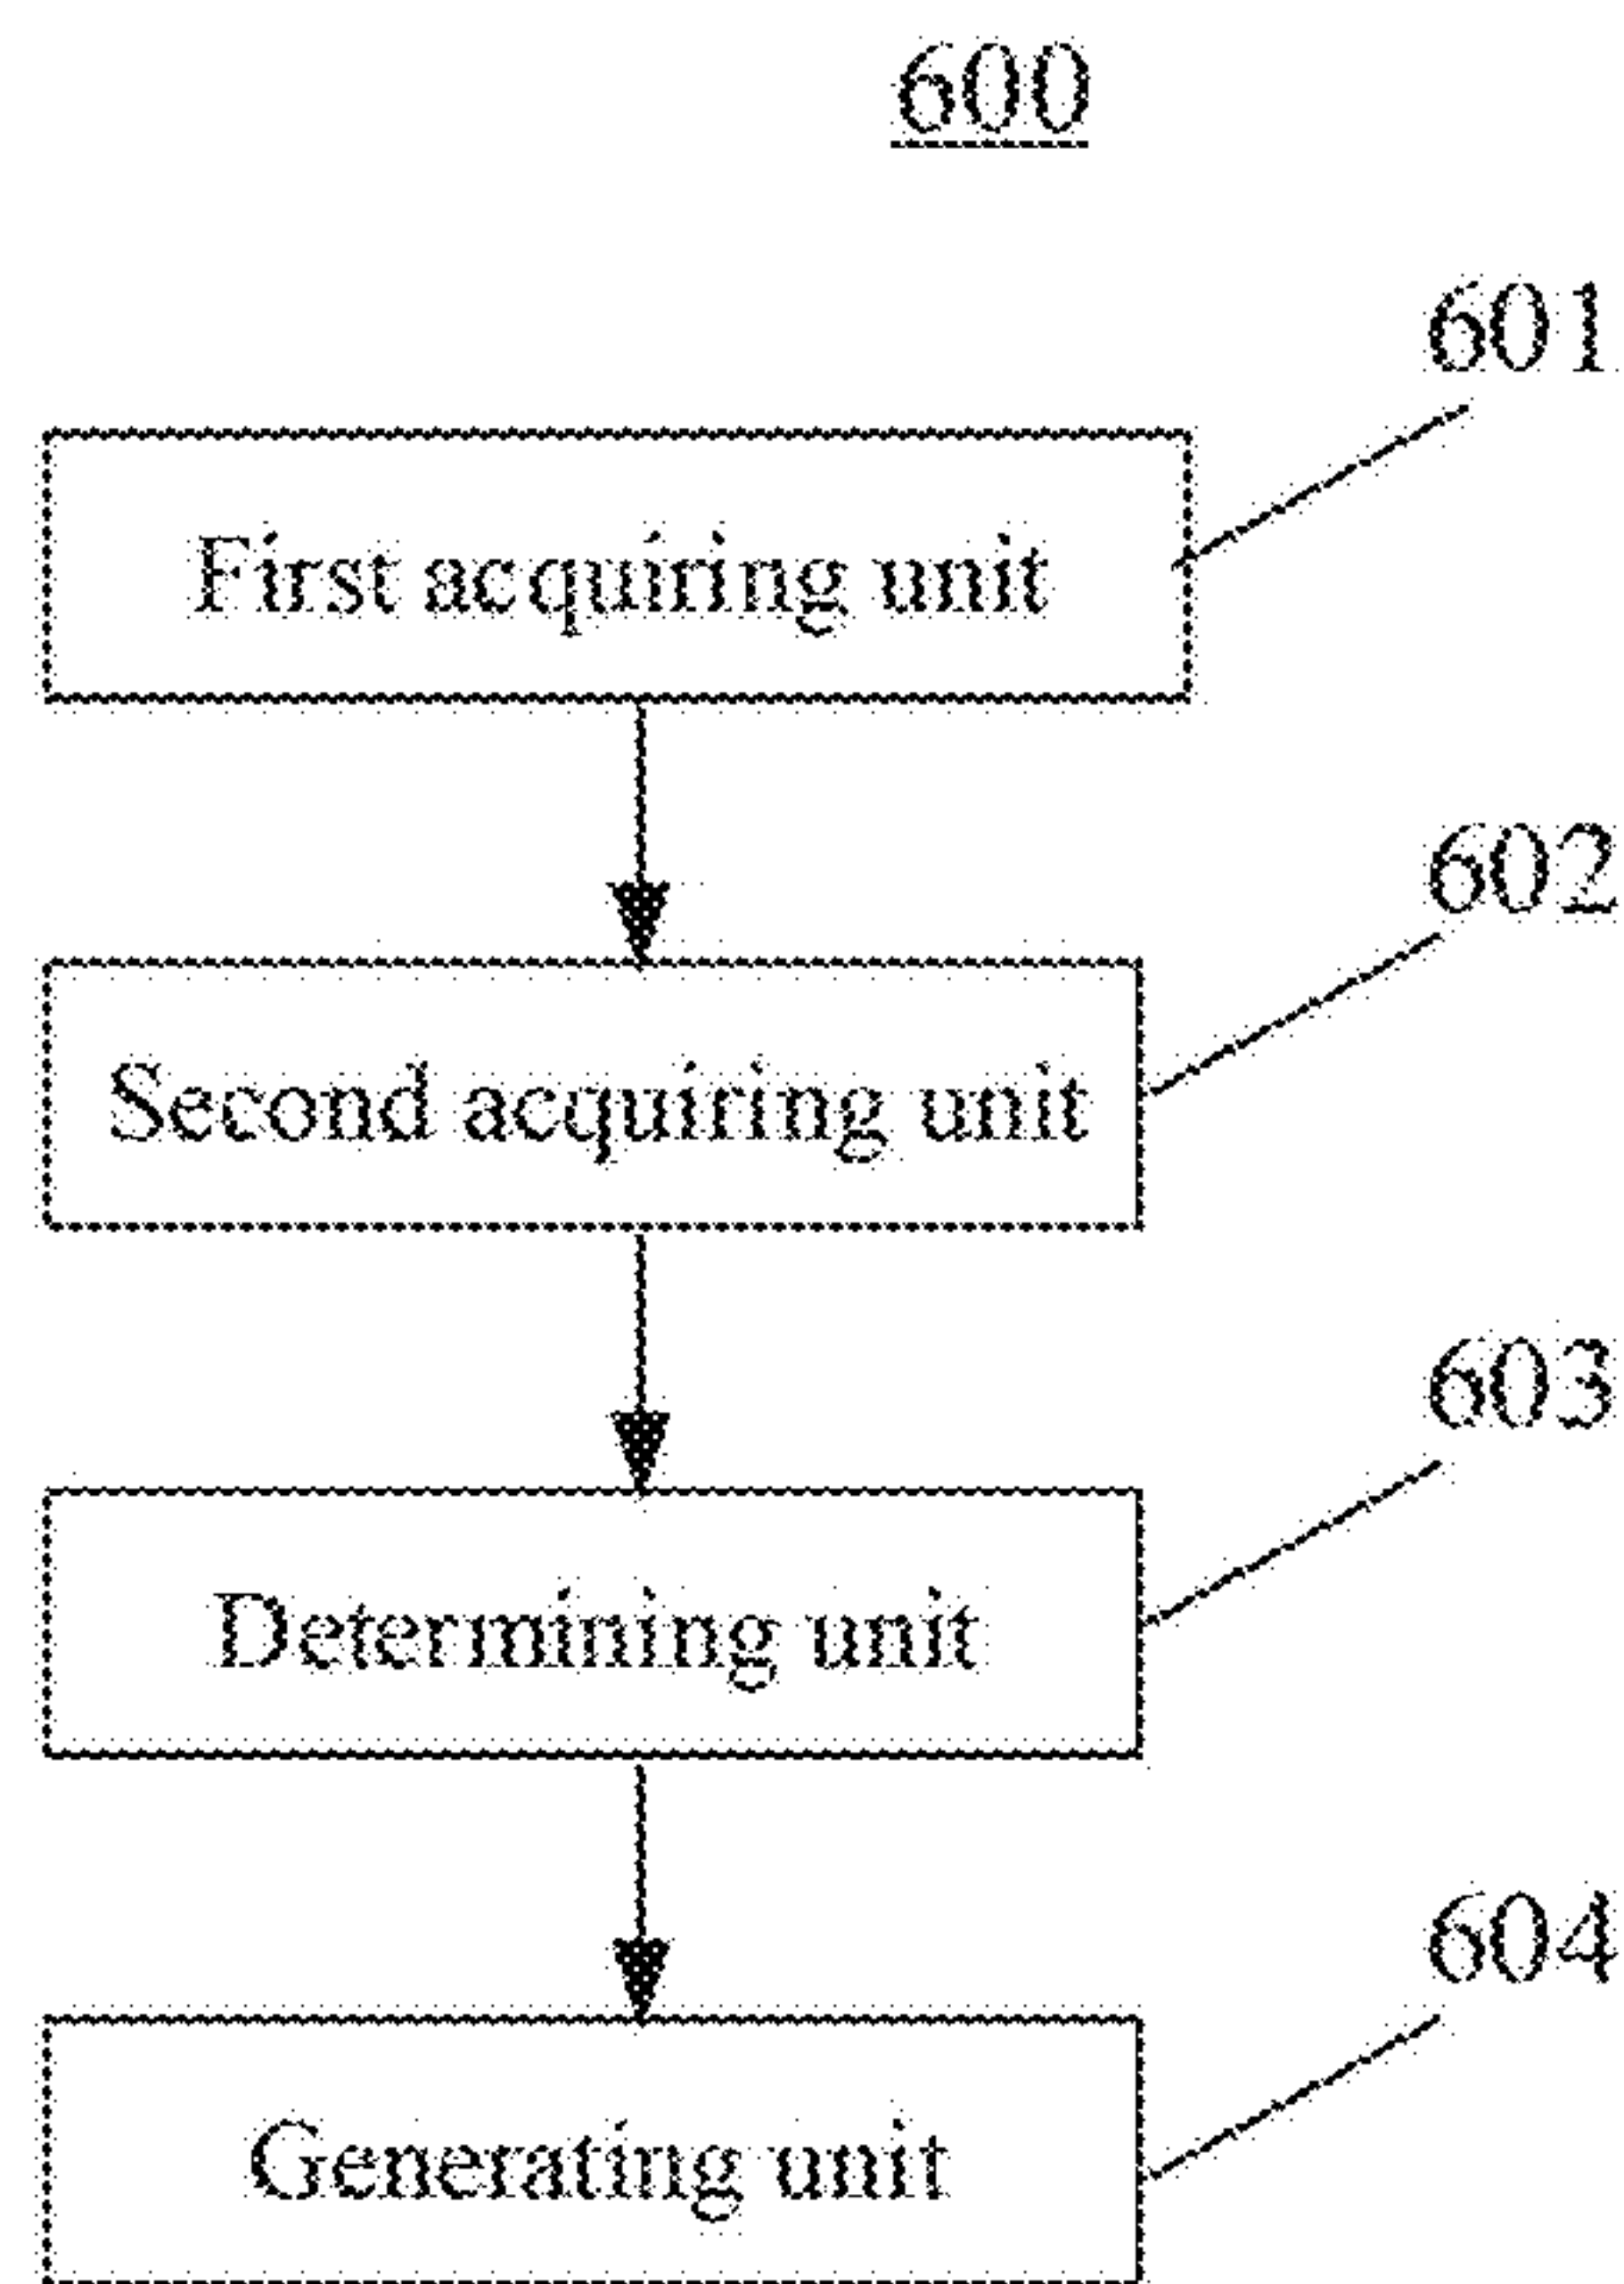 600
601
First acquiring unit
602
Second acquiring unit
603
Determining unit
604
Generating unit